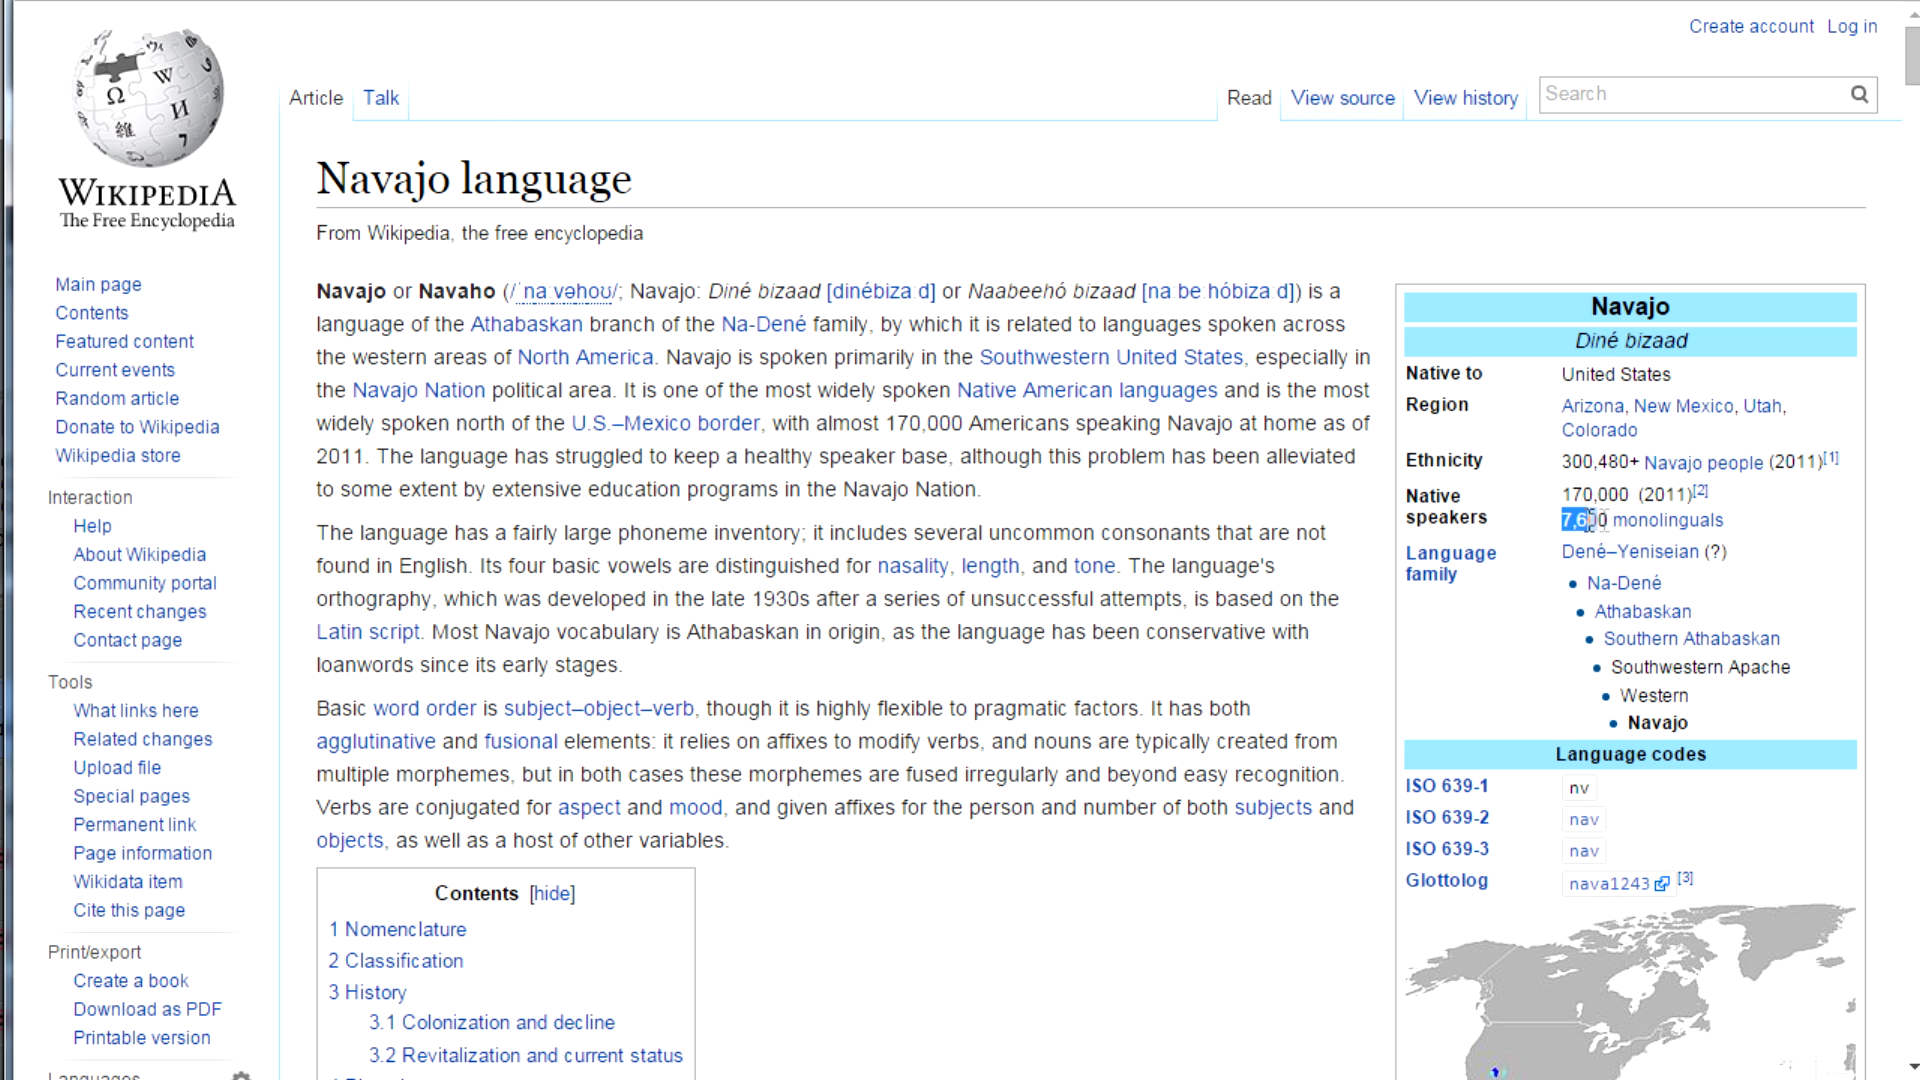 Create account Log in
Article Talk
Read View source View history Search
WIKIPEDIA
The Free Encyclopedia
Main page
Contents
Featured content
Current events
Random article
Donate to Wikipedia
Wikipedia store
Interaction
Help
About Wikipedia
Community portal
Recent changes
Contact page
Tools
What links here
Related changes
Upload file
Special pages
Permanent link
Page information
Wikidata item
Cite this page
Print/export
Create a book
Download as PDF
Printable version
Languages
Navajo language
From Wikipedia, the free encyclopedia
Navajo or Navaho (/ˈnaːvəhoʊ/; Navajo: Diné bizaad [dinébizaːd] or Naabeehó bizaad [naːbeːhóbizaːd]) is a
language of the Athabaskan branch of the Na-Dené family, by which it is related to languages spoken across
the western areas of North America. Navajo is spoken primarily in the Southwestern United States, especially in
the Navajo Nation political area. It is one of the most widely spoken Native American languages and is the most
widely spoken north of the U.S.–Mexico border, with almost 170,000 Americans speaking Navajo at home as of
2011. The language has struggled to keep a healthy speaker base, although this problem has been alleviated
to some extent by extensive education programs in the Navajo Nation.
The language has a fairly large phoneme inventory; it includes several uncommon consonants that are not
found in English. Its four basic vowels are distinguished for nasality, length, and tone. The language's
orthography, which was developed in the late 1930s after a series of unsuccessful attempts, is based on the
Latin script. Most Navajo vocabulary is Athabaskan in origin, as the language has been conservative with
loanwords since its early stages.
Basic word order is subject–object–verb, though it is highly flexible to pragmatic factors. It has both
agglutinative and fusional elements: it relies on affixes to modify verbs, and nouns are typically created from
multiple morphemes, but in both cases these morphemes are fused irregularly and beyond easy recognition.
Verbs are conjugated for aspect and mood, and given affixes for the person and number of both subjects and
objects, as well as a host of other variables.
Contents [hide]
1 Nomenclature
2 Classification
3 History
3.1 Colonization and decline
3.2 Revitalization and current status
Navajo
Diné bizaad
Native to United States
Region Arizona, New Mexico, Utah,
Colorado
Ethnicity 300,480+ Navajo people (2011)[1]
Native speakers 170,000 (2011)[2]
7,600 monolinguals
Language family Dené–Yeniseian (?)
Na-Dené
Athabaskan
Southern Athabaskan
Southwestern Apache
Western
Navajo
Language codes
ISO 639-1 nv
ISO 639-2 nav
ISO 639-3 nav
Glottolog nava1243 [3]